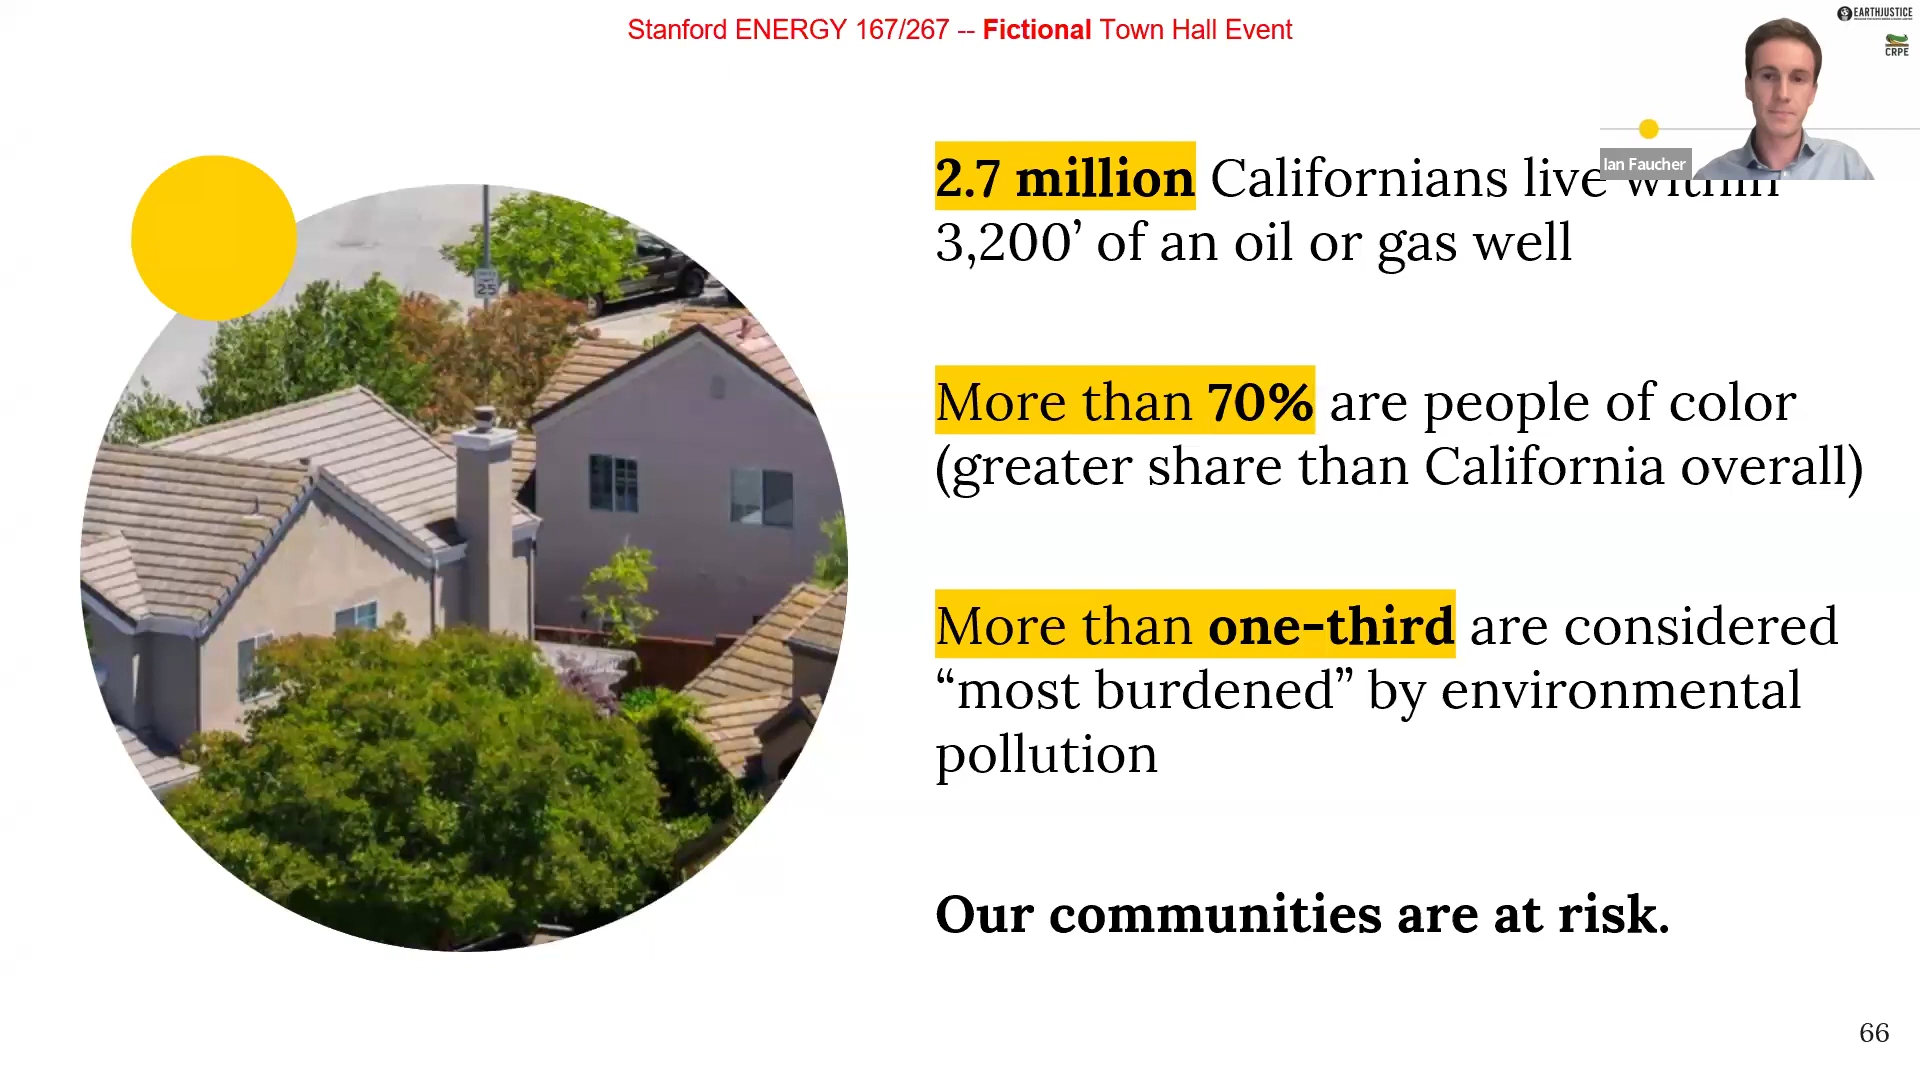 Stanford ENERGY 167/267 -- Fictional Town Hall Event
EARTHJUSTICE
CRPE
Ian Faucher
2.7 million Californians live within
3,200’ of an oil or gas well
More than 70% are people of color
(greater share than California overall)
More than one-third are considered
“most burdened” by environmental
pollution
Our communities are at risk.
25
66